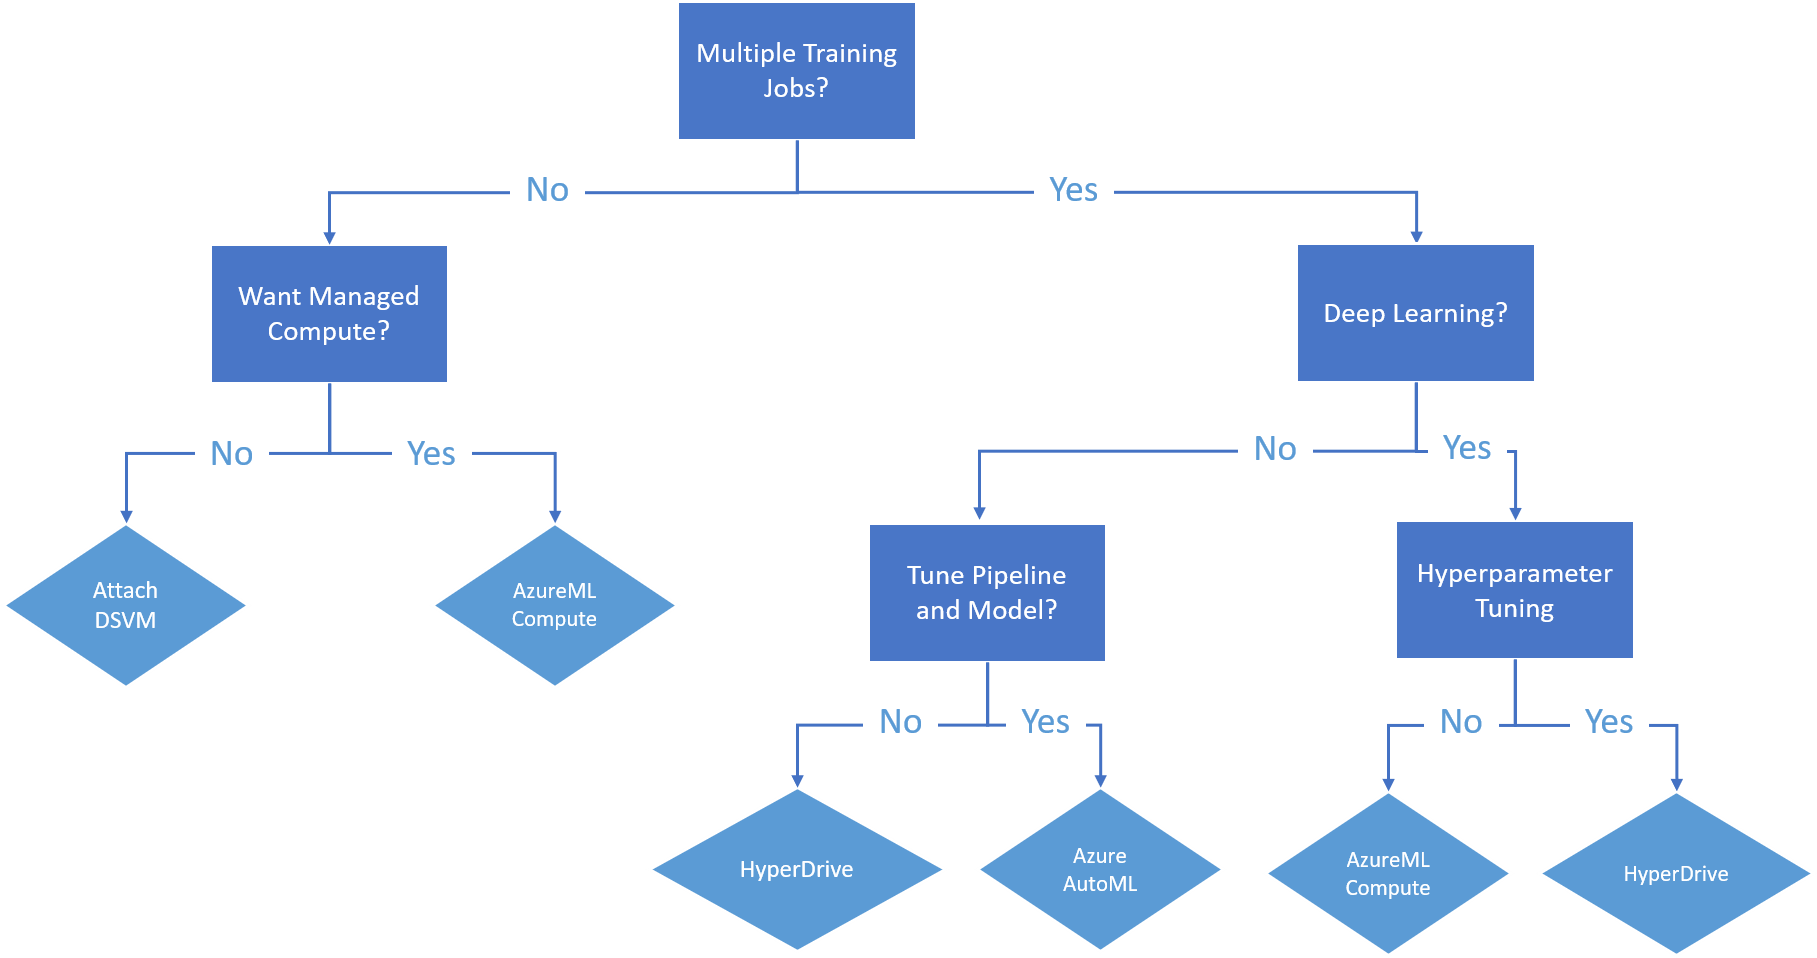 Multiple Training
Jobs?
No
Yes
Want Managed
Compute?
Deep Learning?
No
Yes
No
Yes
Attach
DSVM
AzureML
Compute
Tune Pipeline
and Model?
Hyperparameter
Tuning
No
Yes
No
Yes
HyperDrive
Azure
AutoML
AzureML
Compute
HyperDrive